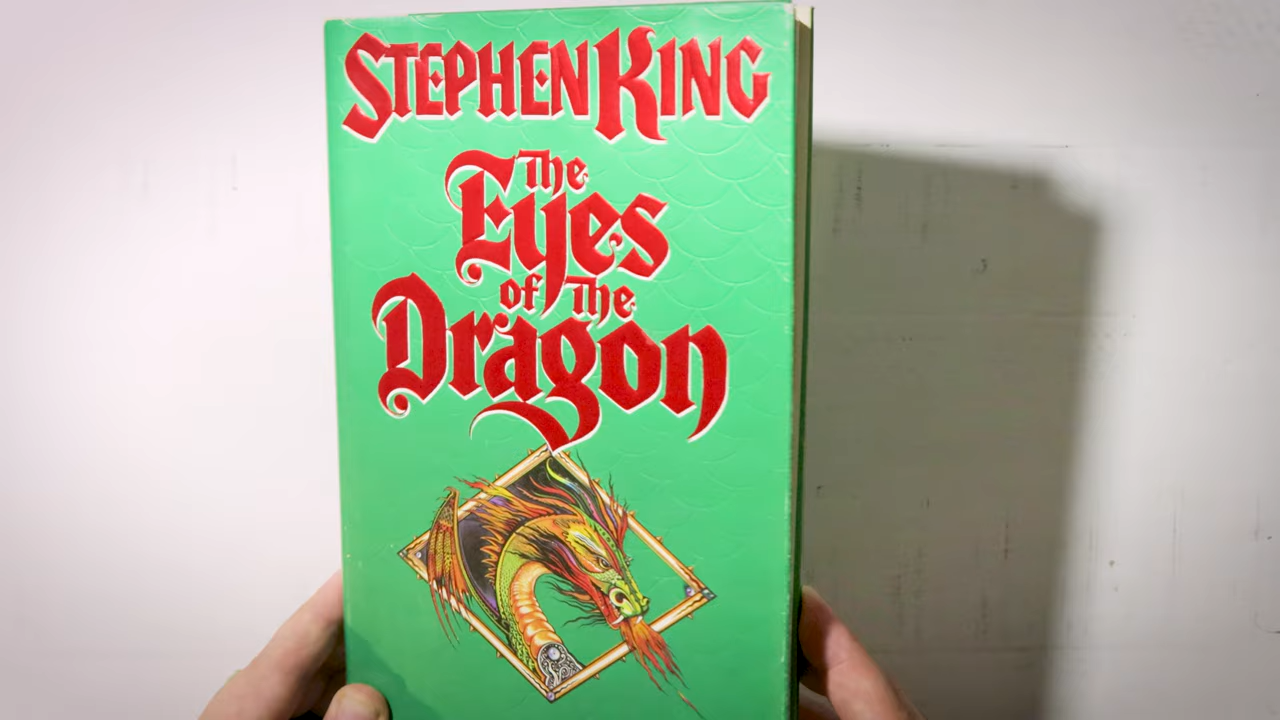 STEPHEN KING
The
Eyes
of The
Dragon